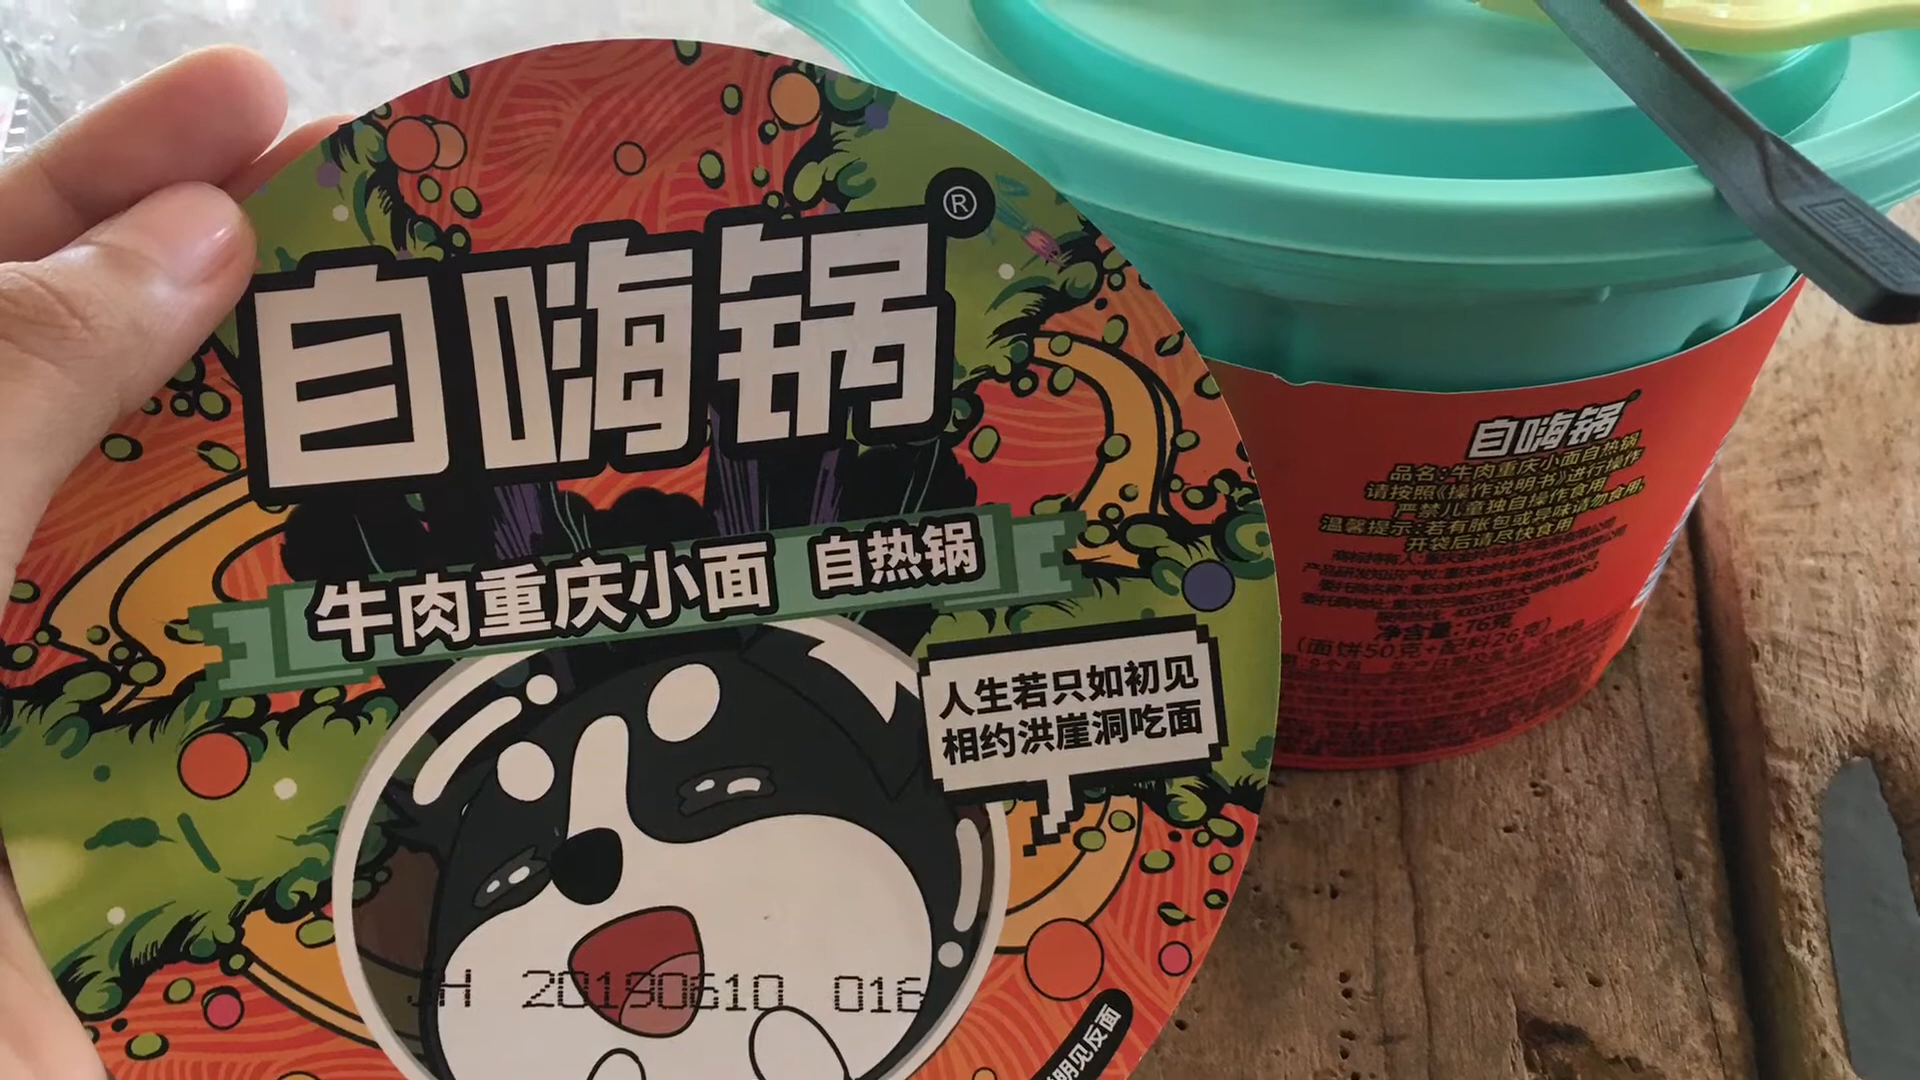 自嗨锅®
牛肉重庆小面 自热锅
人生若只如初见
相约洪崖洞吃面
JH 20190610 016
明见反面
自嗨锅
品名:牛肉重庆小面自热锅
请按照《操作说明书》进行操作
严禁儿童独自操作食用
温馨提示:若有胀包或异味请勿食用,
开袋后请尽快食用
净含量:76克
(面饼50克+配料26克)